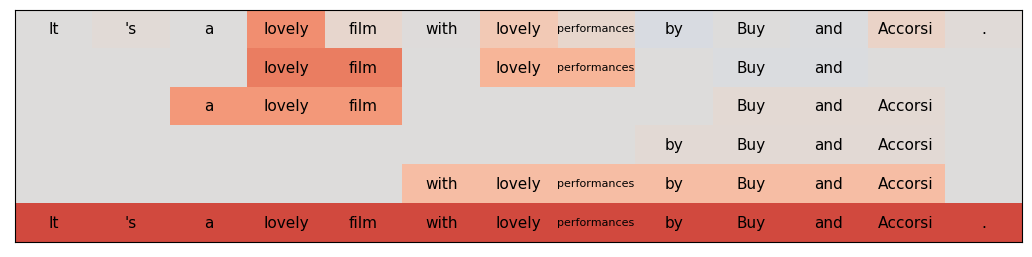 It 's a lovely film with lovely performances by Buy and Accorsi .
lovely film lovely performances Buy and
a lovely film Buy and Accorsi
by Buy and Accorsi
with lovely performances by Buy and Accorsi
It 's a lovely film with lovely performances by Buy and Accorsi .